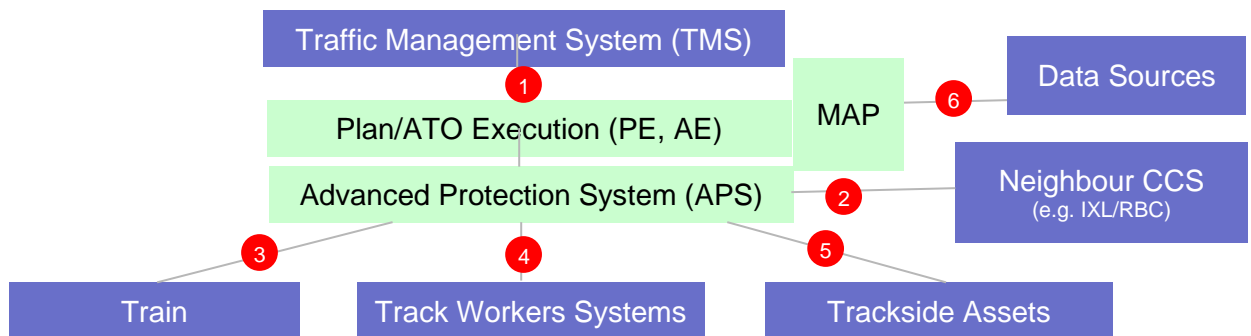 Traffic Management System (TMS)
1
Plan/ATO Execution (PE, AE)
MAP
6
Data Sources
Advanced Protection System (APS)
2
Neighbour CCS
(e.g. IXL/RBC)
3
4
5
Train
Track Workers Systems
Trackside Assets